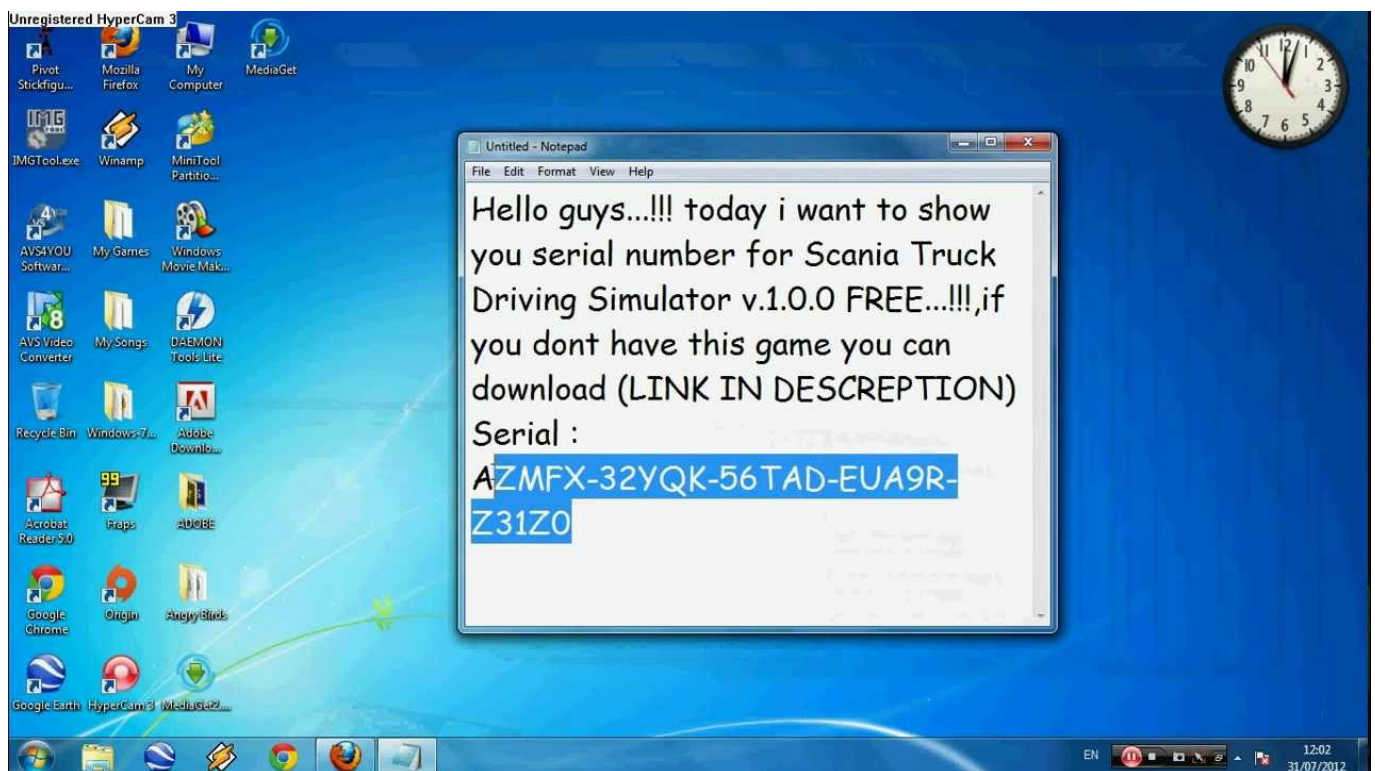 Unregistered HyperCam 3
Pivot Stickfigu...
Mozilla Firefox
My Computer
MediaGet
IMGTool.exe
Winamp
MiniTool Partitio...
AVS4YOU Softwar...
My Games
Windows Movie Mak...
AVS Video Converter
My Songs
DAEMON Tools Lite
Recycle Bin
Windows-7...
Adobe Downlo...
Acrobat Reader 5.0
99
Fraps
ADOBE
Google Chrome
Origin
Angry Birds
Google Earth
HyperCam 3
MediaGet2...
Untitled - Notepad
File Edit Format View Help
Hello guys...!!! today i want to show
you serial number for Scania Truck
Driving Simulator v.1.0.0 FREE...!!!,if
you dont have this game you can
download (LINK IN DESCREPTION)
Serial :
AZMFX-32YQK-56TAD-EUA9R-
Z31Z0
EN
12:02
31/07/2012